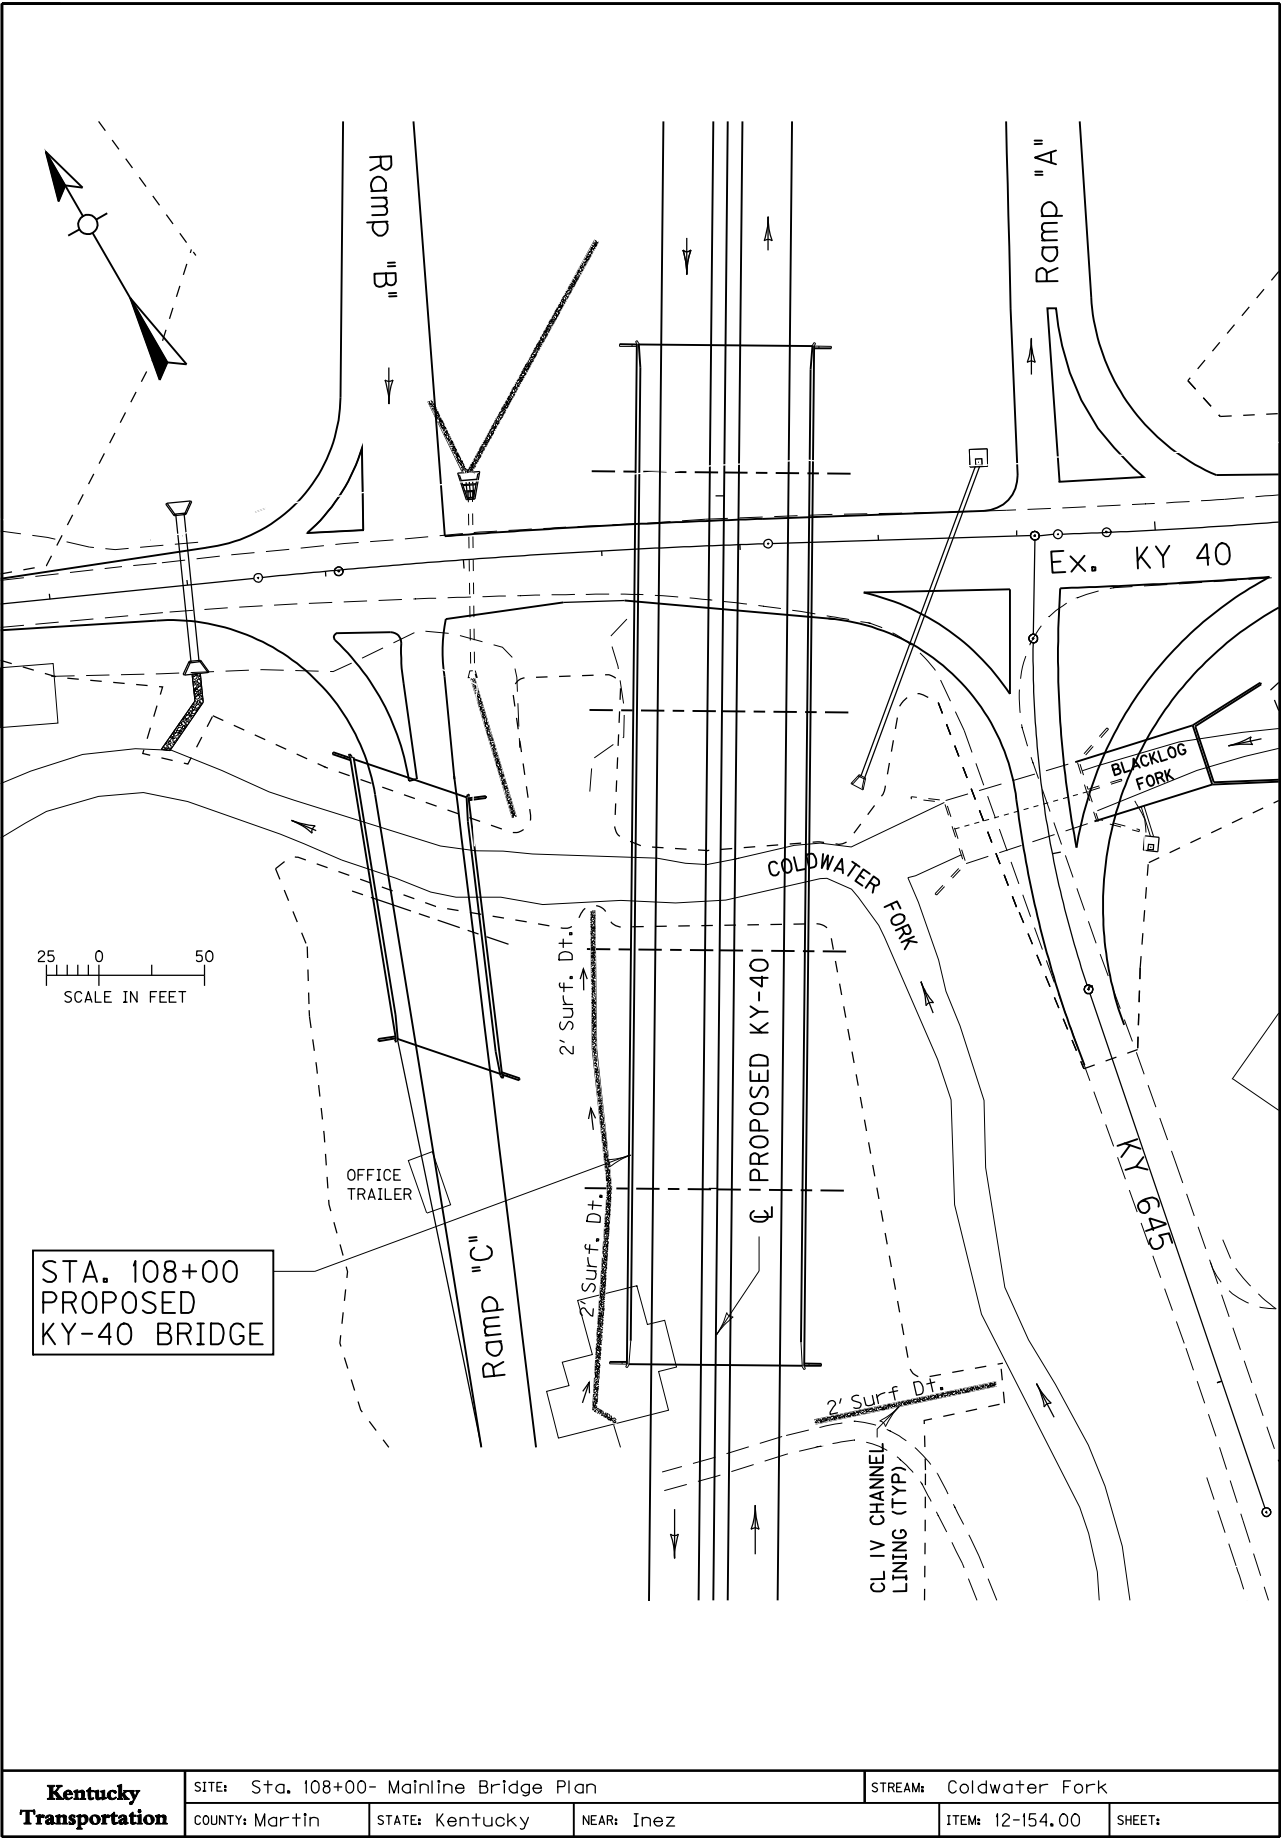 Ramp "B"
Ramp "A"
Ex. KY 40
BLACKLOG
FORK
COLDWATER FORK
25 0 50
SCALE IN FEET
2' Surf. Dt.
℄ PROPOSED KY-40
OFFICE
TRAILER
KY 645
2' Surf. Dt.
Ramp "C"
STA. 108+00
PROPOSED
KY-40 BRIDGE
2' Surf Dt.
CL IV CHANNEL
LINING (TYP)
Kentucky
Transportation
SITE: Sta. 108+00- Mainline Bridge Plan
STREAM: Coldwater Fork
COUNTY: Martin
STATE: Kentucky
NEAR: Inez
ITEM: 12-154.00
SHEET: